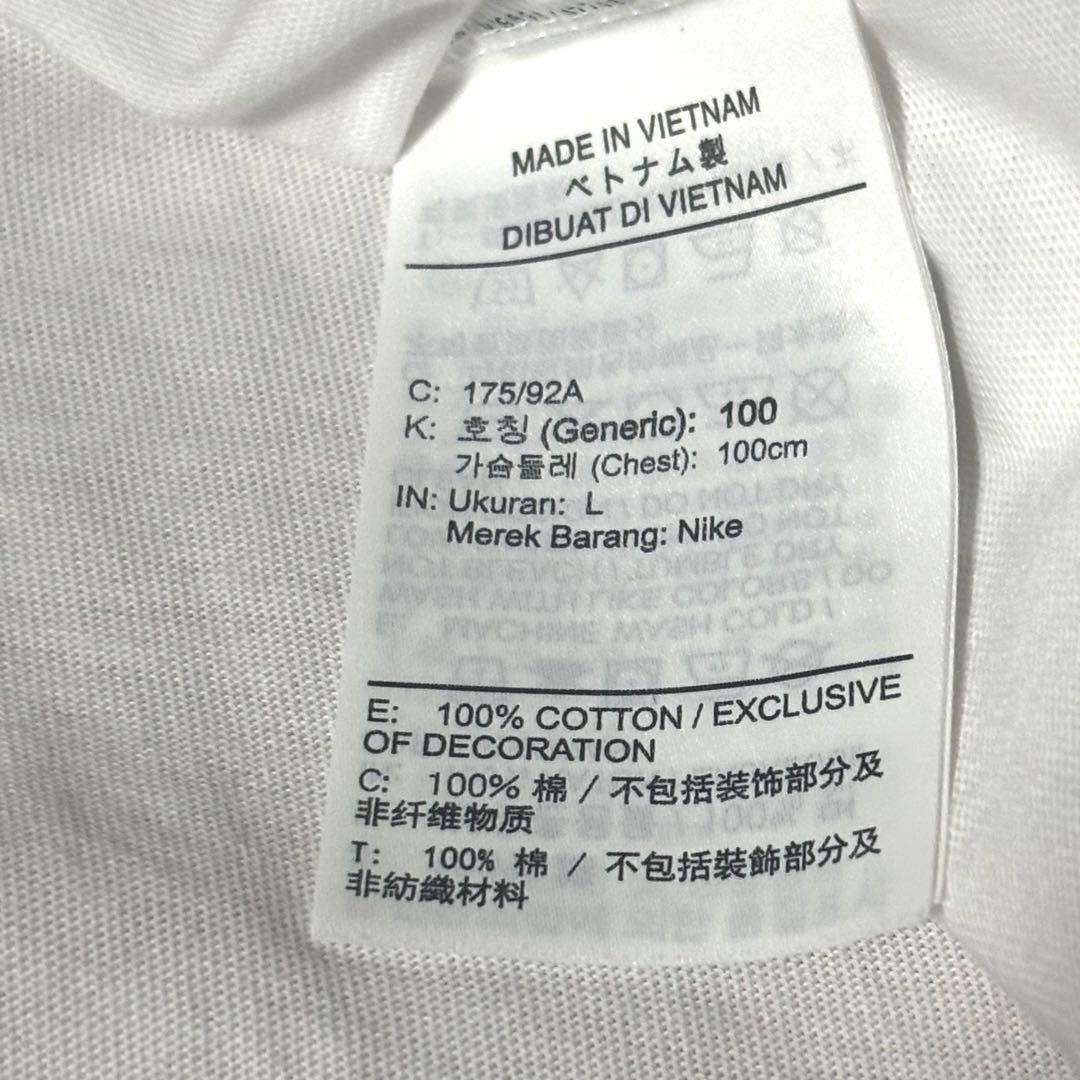 MADE IN VIETNAM
ベトナム製
DIBUAT DI VIETNAM
C: 175/92A
K: 호칭 (Generic): 100
가슴둘레 (Chest): 100cm
IN: Ukuran: L
Merek Barang: Nike
E: 100% COTTON / EXCLUSIVE
OF DECORATION
C: 100% 棉 / 不包括装饰部分及
非纤维物质
T: 100% 棉 / 不包括裝飾部分及
非紡織材料